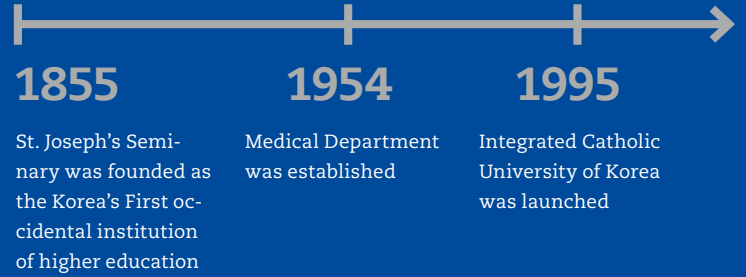 1855
St. Joseph's Semi-
nary was founded as
the Korea's First oc-
cidental institution
of higher education
1954
Medical Department
was established
1995
Integrated Catholic
University of Korea
was launched